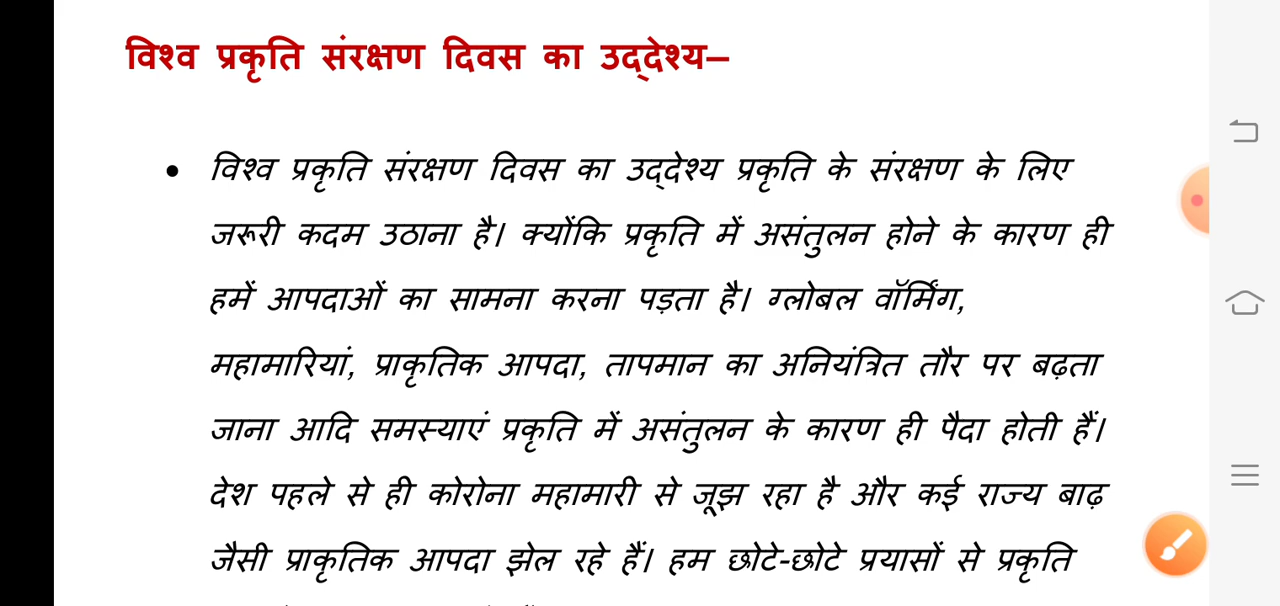 विश्व प्रकृति संरक्षण दिवस का उद्देश्य–
• विश्व प्रकृति संरक्षण दिवस का उद्देश्य प्रकृति के संरक्षण के लिए
जरूरी कदम उठाना है। क्योंकि प्रकृति में असंतुलन होने के कारण ही
हमें आपदाओं का सामना करना पड़ता है। ग्लोबल वॉर्मिंग,
महामारियां, प्राकृतिक आपदा, तापमान का अनियंत्रित तौर पर बढ़ता
जाना आदि समस्याएं प्रकृति में असंतुलन के कारण ही पैदा होती हैं।
देश पहले से ही कोरोना महामारी से जूझ रहा है और कई राज्य बाढ़
जैसी प्राकृतिक आपदा झेल रहे हैं। हम छोटे-छोटे प्रयासों से प्रकृति